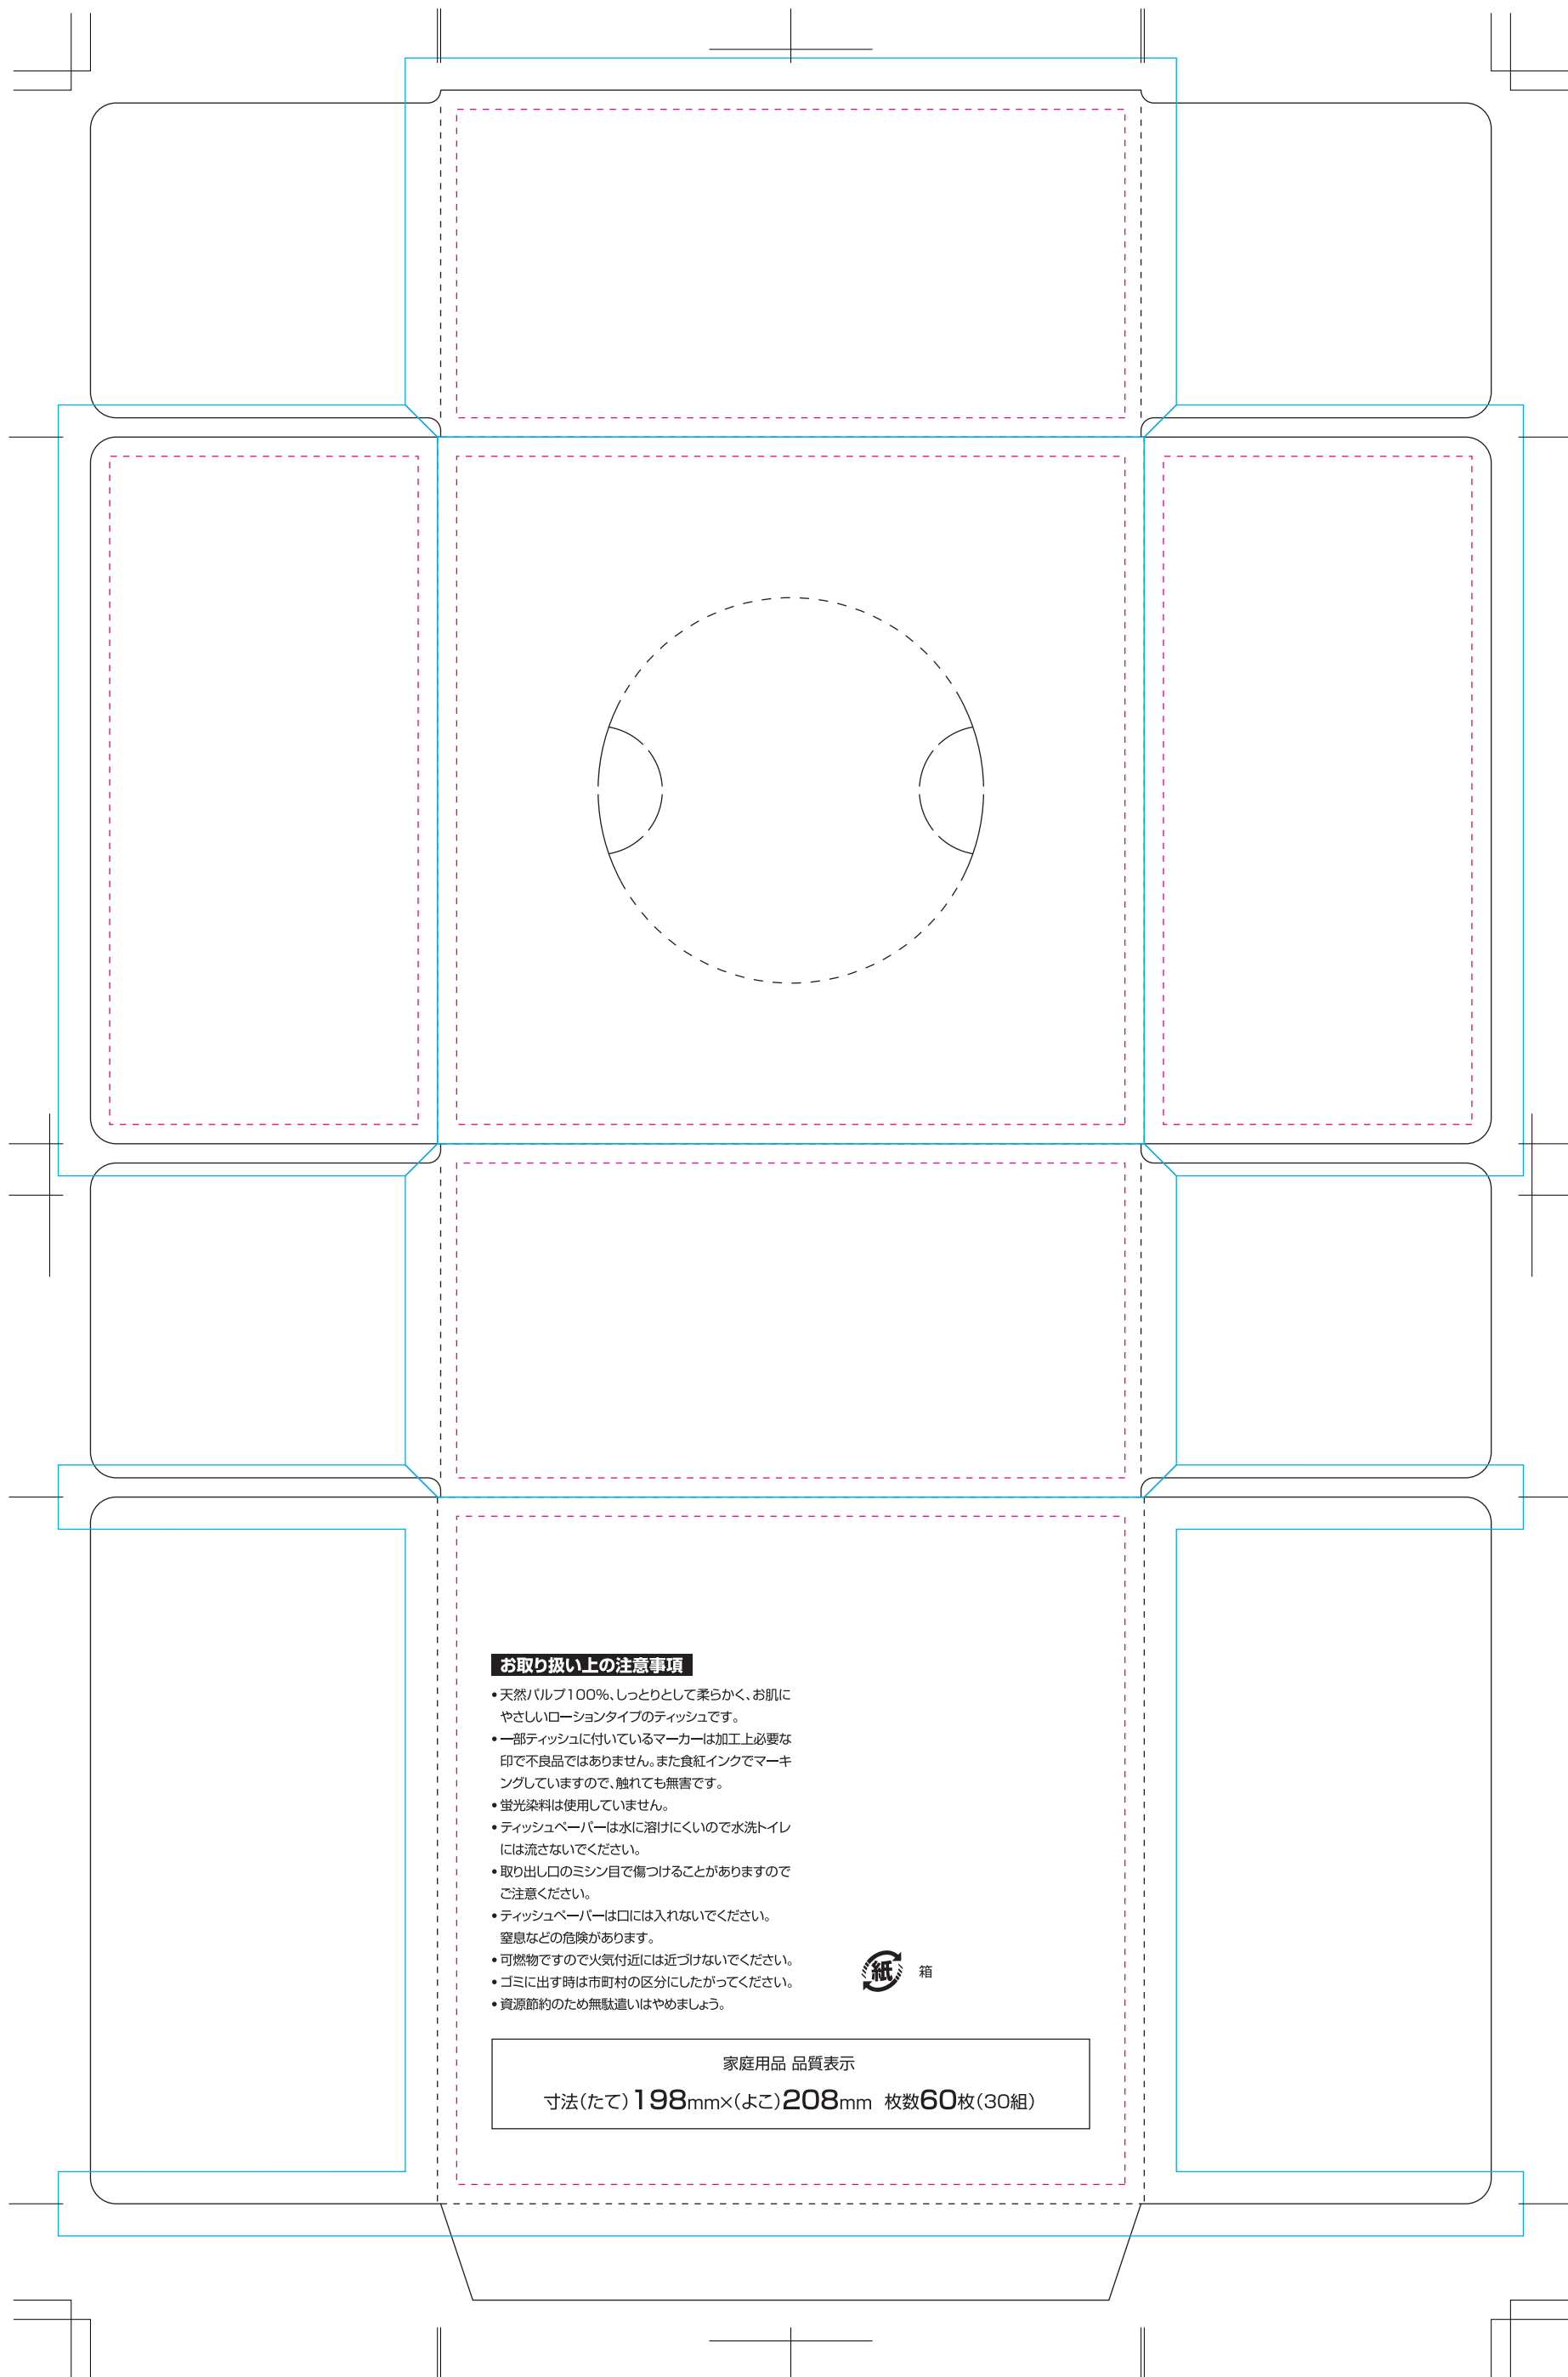 お取り扱い上の注意事項
•天然パルプ100%、しっとりとして柔らかく、お肌に
やさしいローションタイプのティッシュです。
•一部ティッシュに付いているマーカーは加工上必要な
印で不良品ではありません。また食紅インクでマーキ
ングしていますので、触れても無害です。
•蛍光染料は使用していません。
•ティッシュペーパーは水に溶けにくいので水洗トイレ
には流さないでください。
•取り出し口のミシン目で傷つけることがありますので
ご注意ください。
•ティッシュペーパーは口には入れないでください。
窒息などの危険があります。
•可燃物ですので火気付近には近づけないでください。
•ゴミに出す時は市町村の区分にしたがってください。
•資源節約のため無駄遣いはやめましょう。
紙 箱
家庭用品 品質表示
寸法(たて)198mm×(よこ)208mm 枚数60枚(30組)